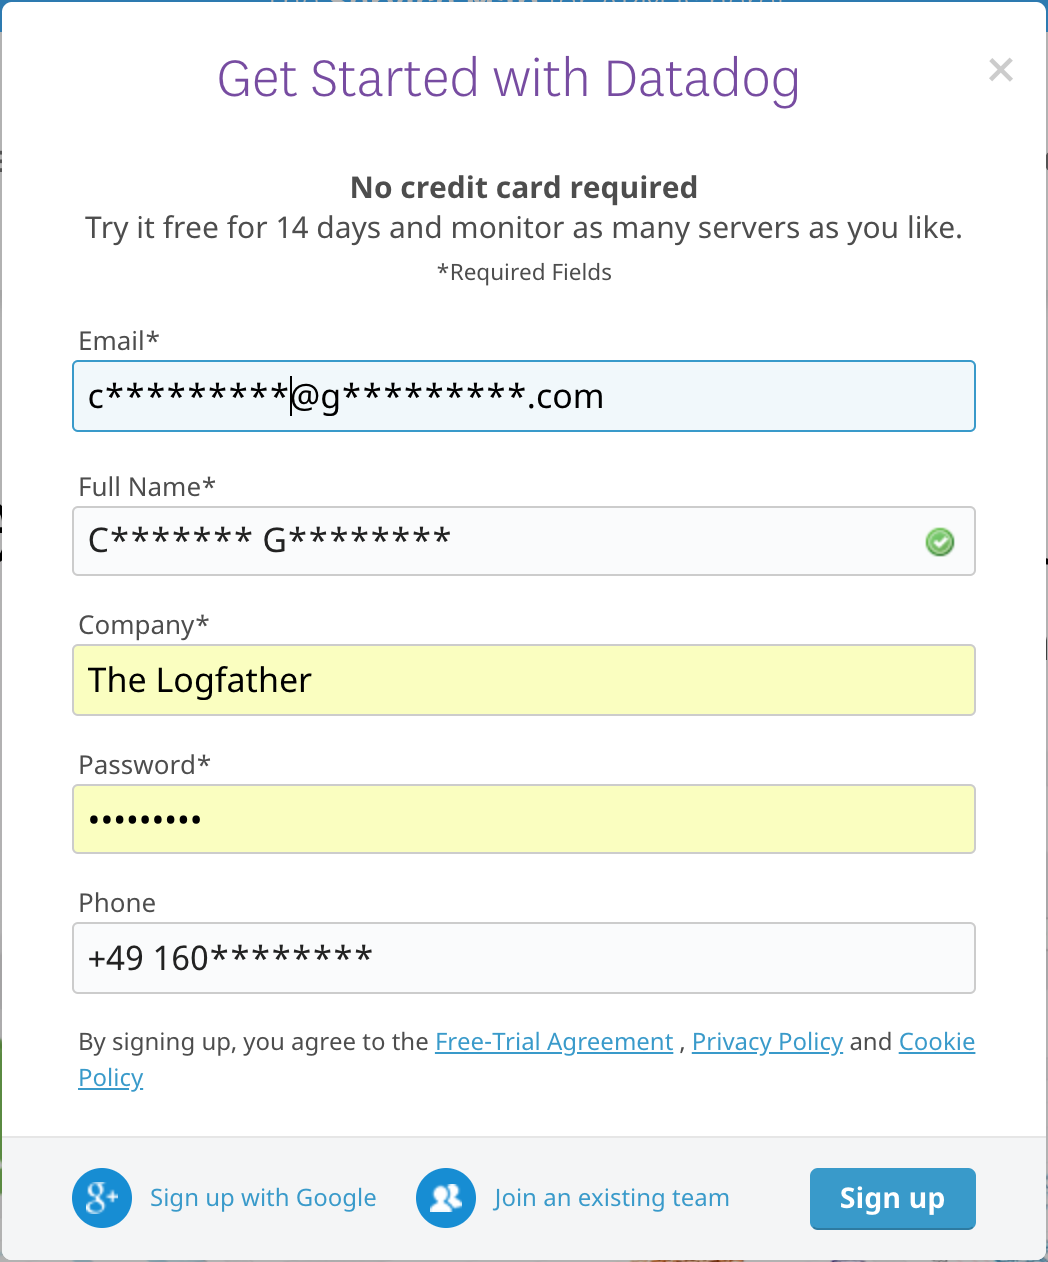 Get Started with Datadog
No credit card required
Try it free for 14 days and monitor as many servers as you like.
*Required Fields
Email*
c*********@g*********.com
Full Name*
C******* G********
Company*
The Logfather
Password*
•••••••••
Phone
+49 160********
By signing up, you agree to the Free-Trial Agreement , Privacy Policy and Cookie
Policy
g+ Sign up with Google Join an existing team Sign up